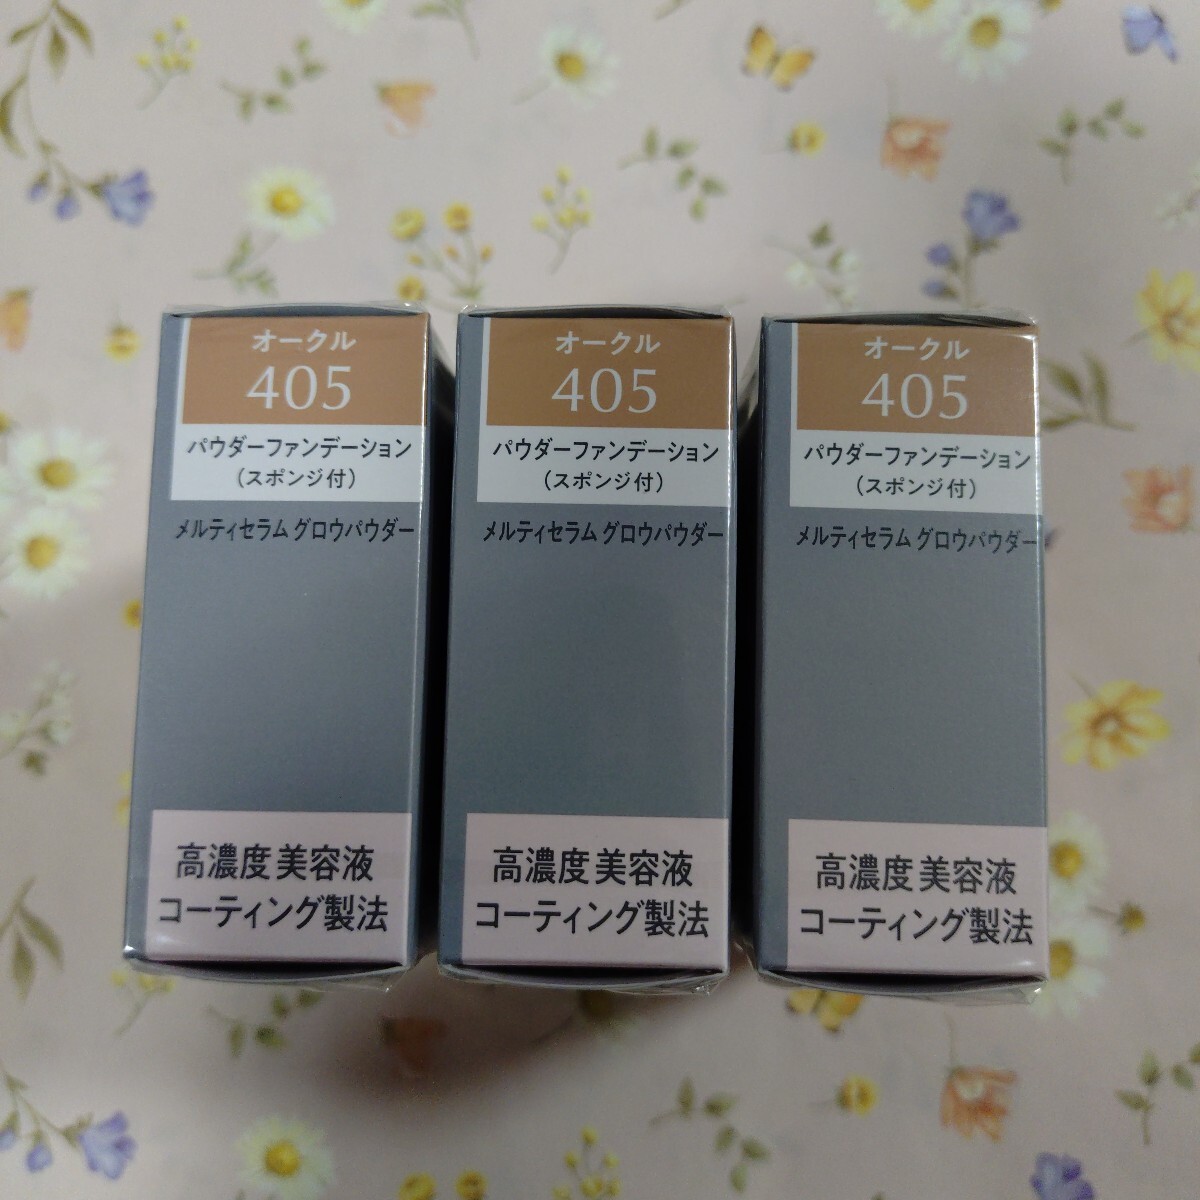 オークル
405
パウダーファンデーション
(スポンジ付)
メルティセラム グロウパウダー
高濃度 美容液
コーティング製法
オークル
405
パウダーファンデーション
(スポンジ付)
メルティセラム グロウパウダー
高濃度 美容液
コーティング製法
オークル
405
パウダーファンデーション
(スポンジ付)
メルティセラム グロウパウダー
高濃度 美容液
コーティング製法